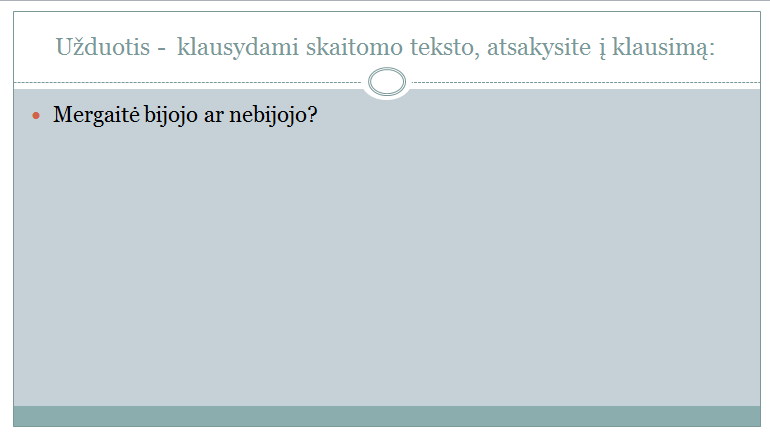 Užduotis - klausydami skaitomo teksto, atsakysite į klausimą:
Mergaitė bijojo ar nebijojo?